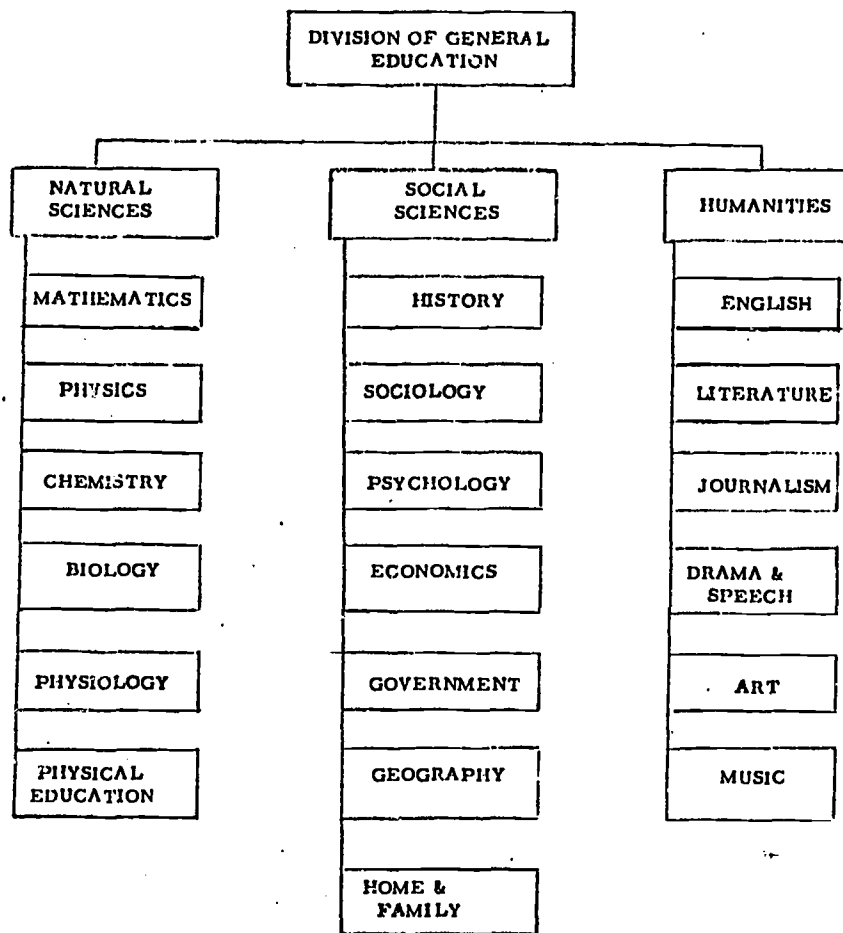 DIVISION OF GENERAL
EDUCATION
NATURAL
SCIENCES
MATHEMATICS
PHYSICS
CHEMISTRY
BIOLOGY
PHYSIOLOGY
PHYSICAL
EDUCATION
SOCIAL
SCIENCES
HISTORY
SOCIOLOGY
PSYCHOLOGY
ECONOMICS
GOVERNMENT
GEOGRAPHY
HOME &
FAMILY
HUMANITIES
ENGLISH
LITERATURE
JOURNALISM
DRAMA &
SPEECH
ART
MUSIC